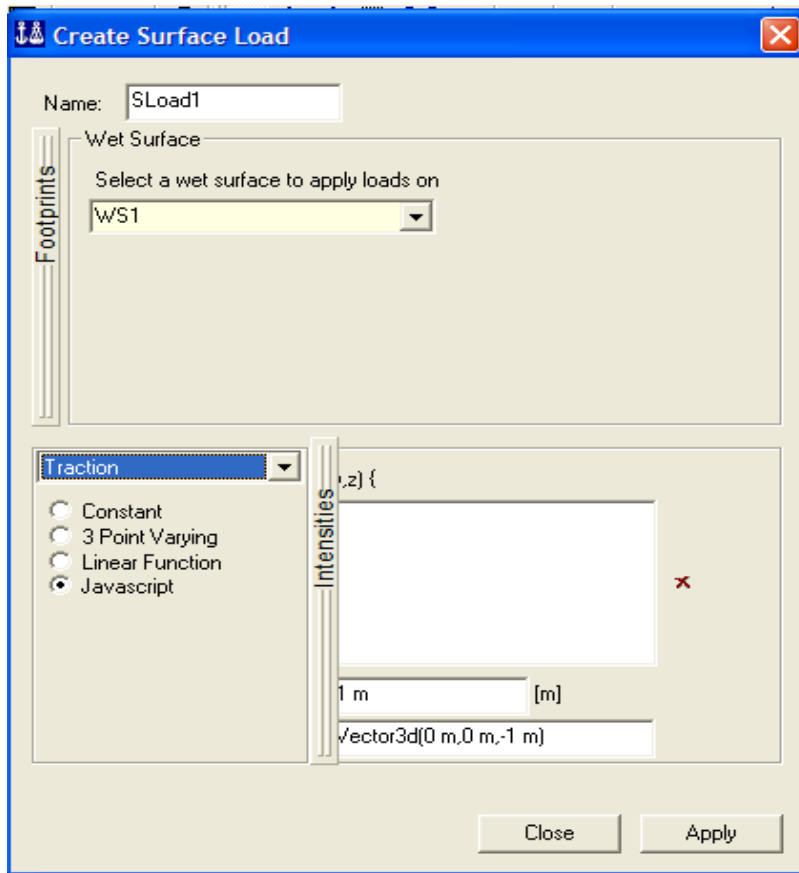 Create Surface Load
Name: SLoad1
Footprints
Wet Surface
Select a wet surface to apply loads on
WS1
Traction
Constant
3 Point Varying
Linear Function
Javascript
Intensities
,z) {
1 m [m]
Vector3d(0 m,0 m,-1 m)
Close Apply